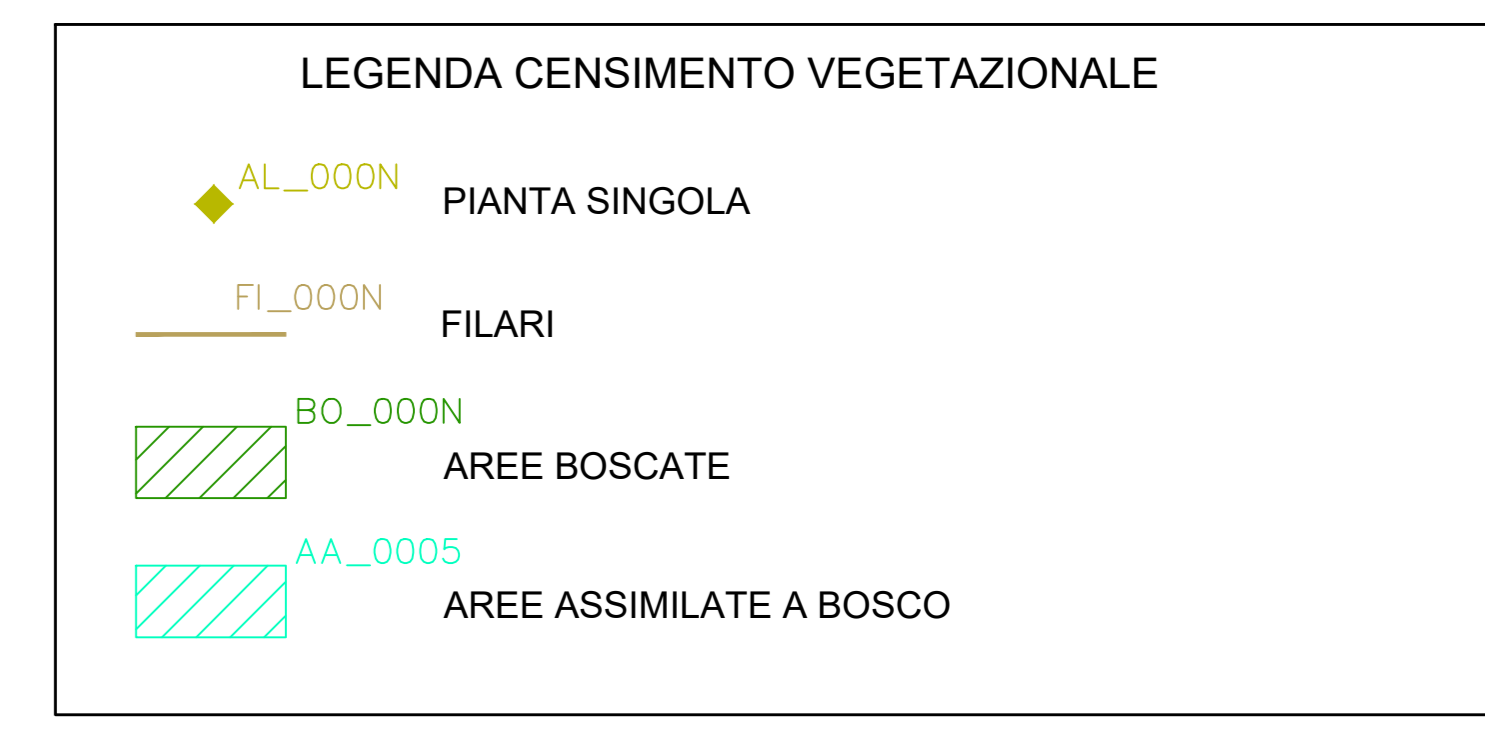 LEGENDA CENSIMENTO VEGETAZIONALE
AL_000N
PIANTA SINGOLA
FI_000N
FILARI
BO_000N
AREE BOSCATE
AA_0005
AREE ASSIMILATE A BOSCO